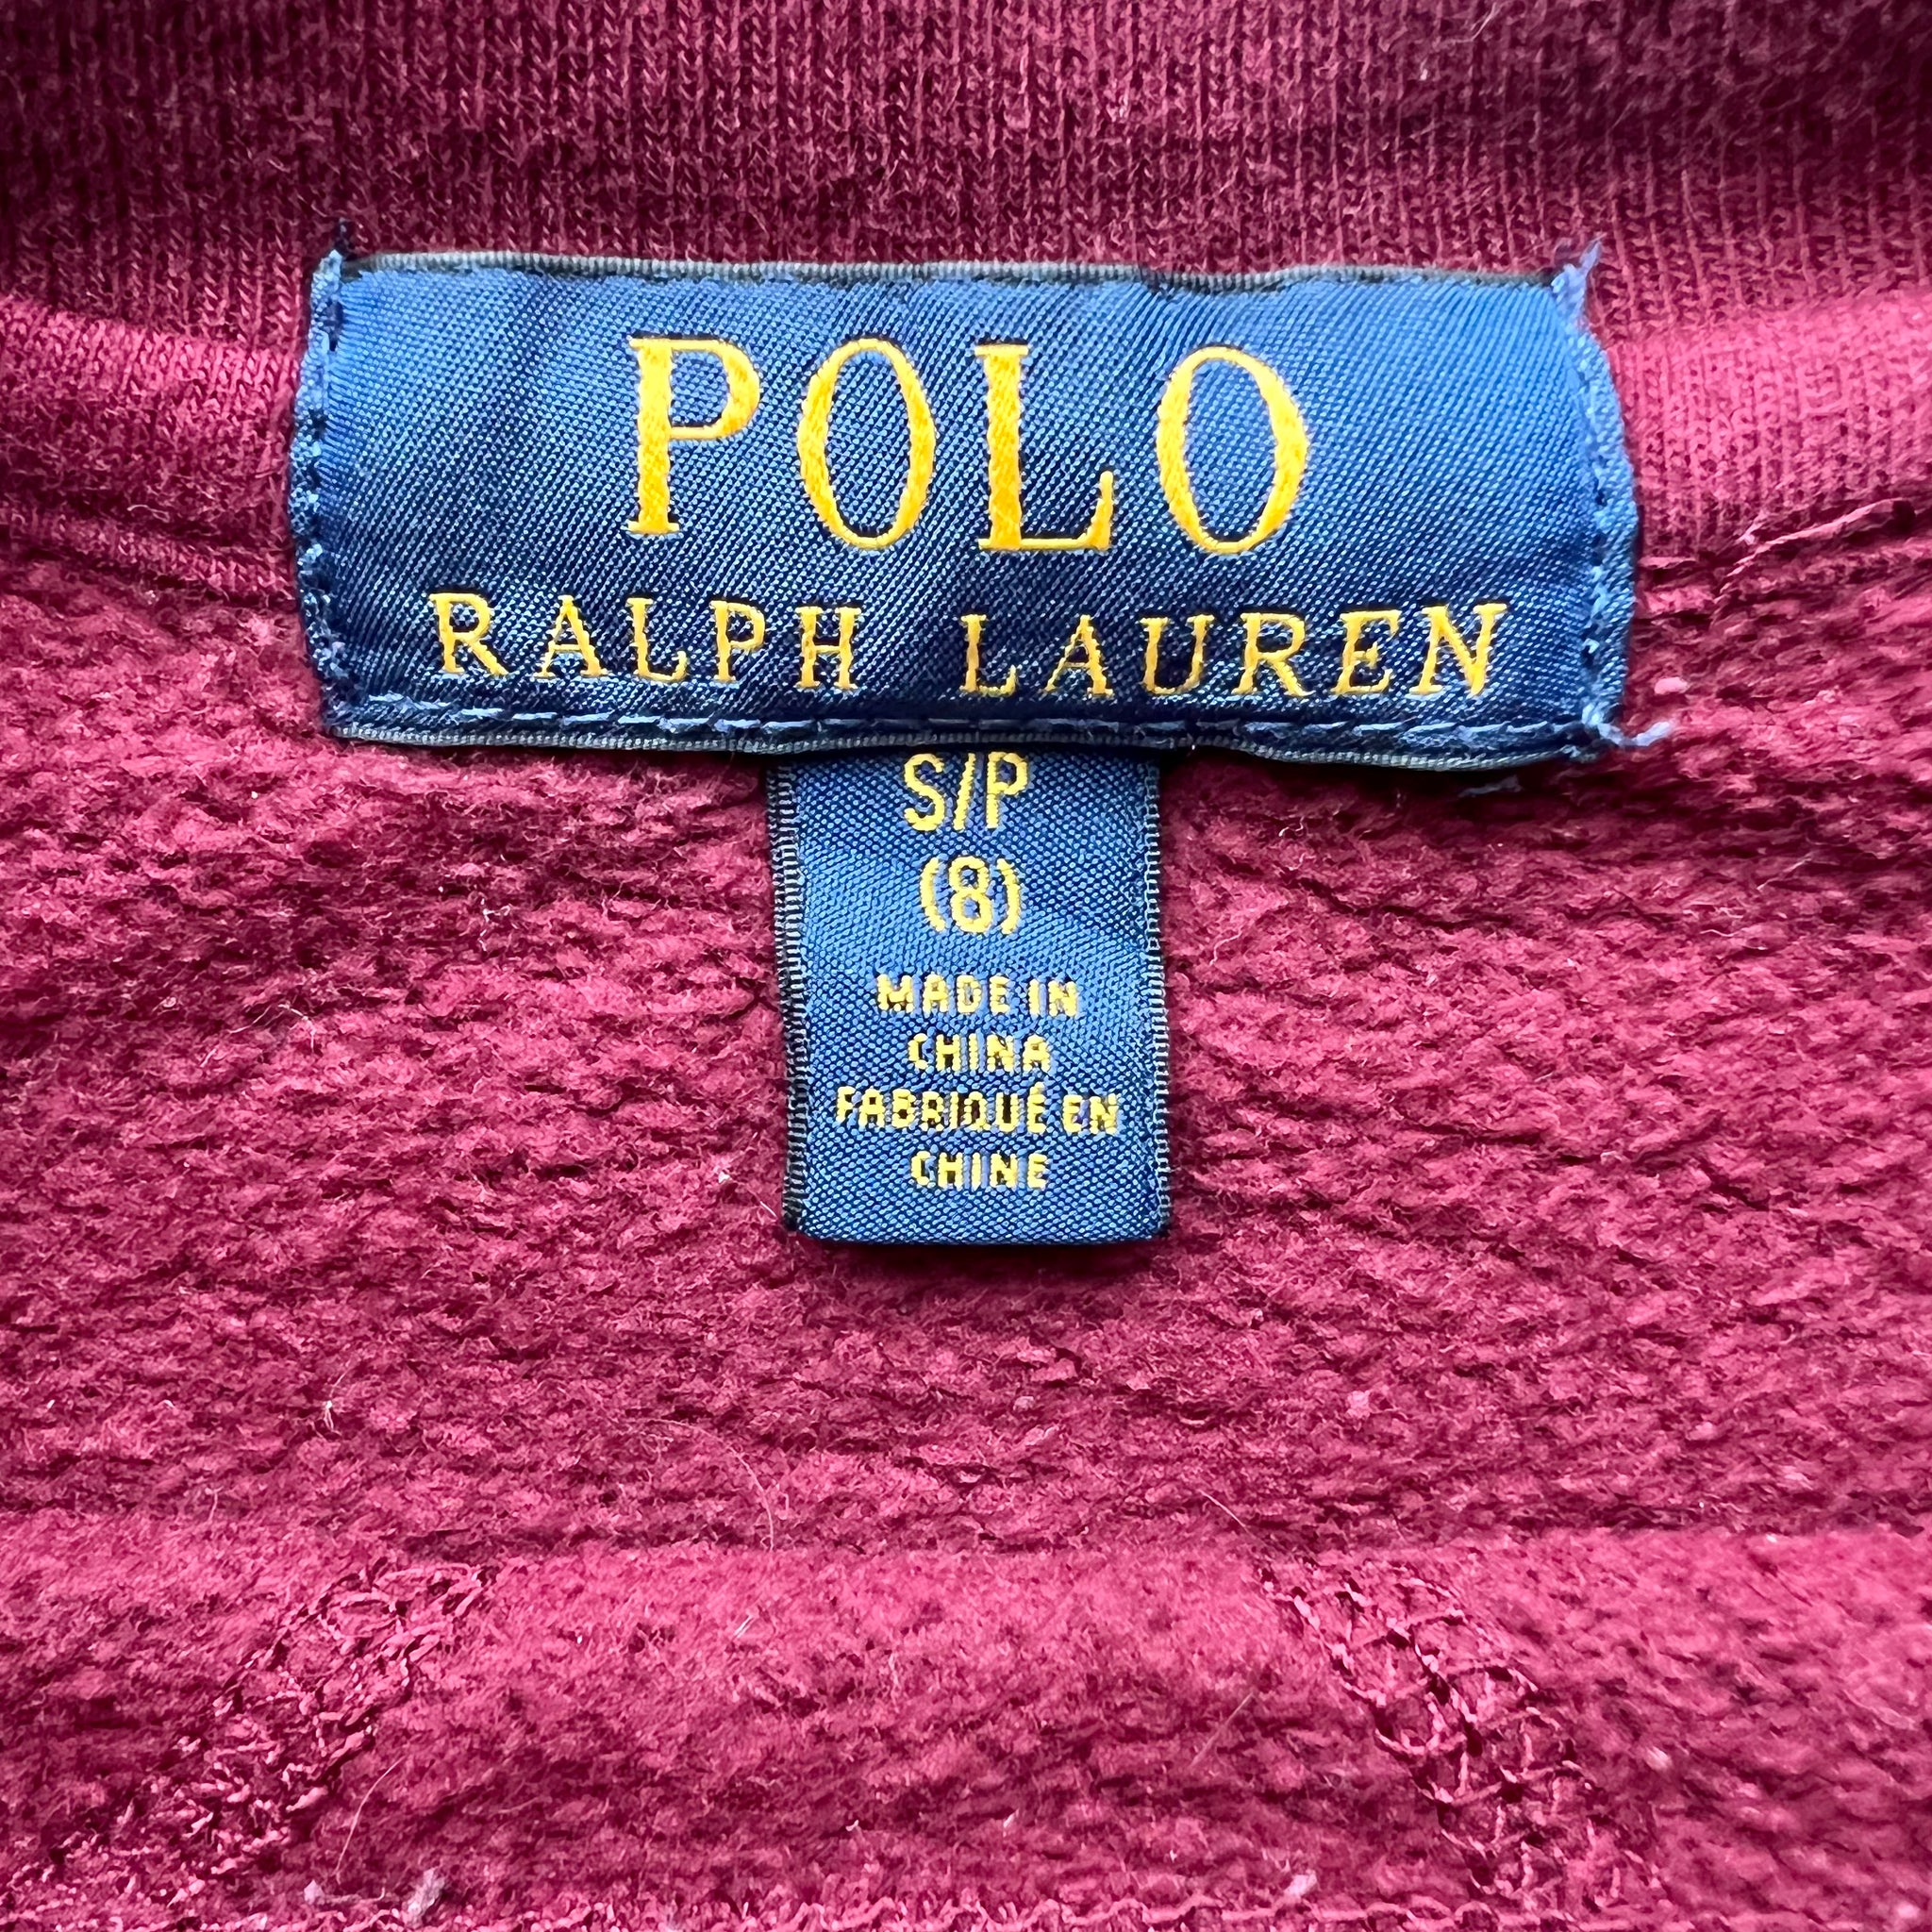 POLO
RALPH LAUREN
S/P
(8)
MADE IN
CHINA
FABRIQUÉ EN
CHINE